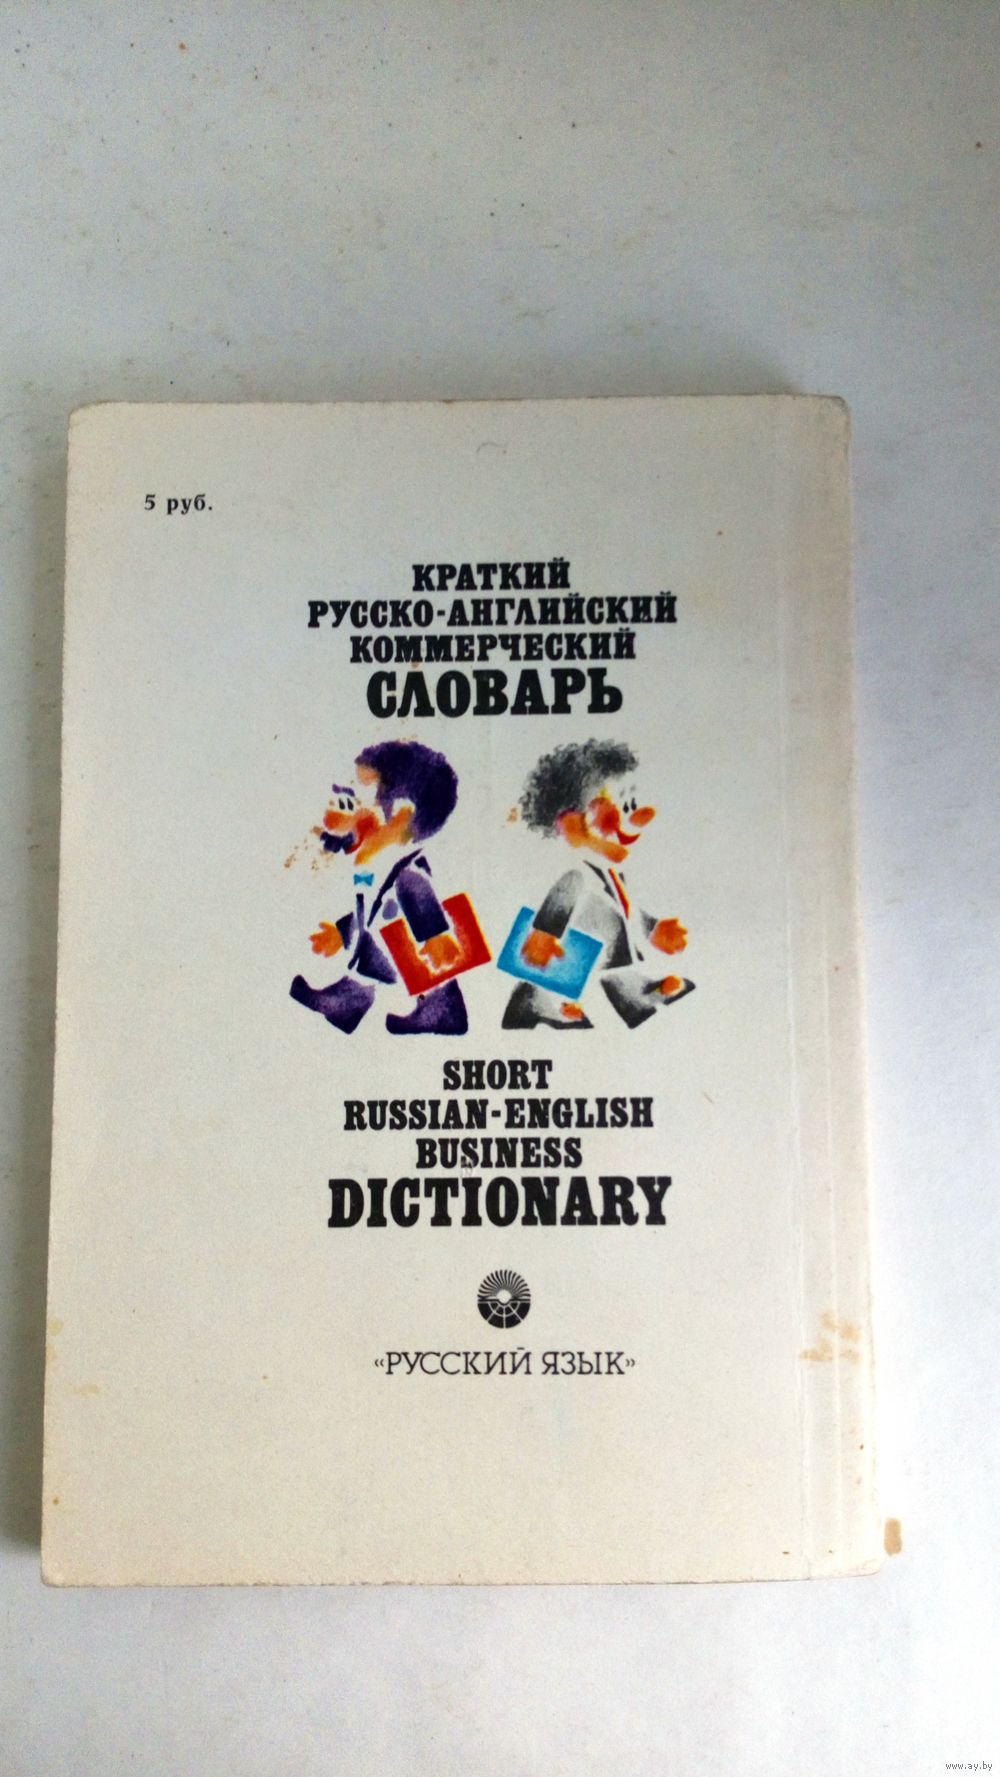 5 руб.
КРАТКИЙ
РУССКО-АНГЛИЙСКИЙ
КОММЕРЧЕСКИЙ
СЛОВАРЬ
SHORT
RUSSIAN-ENGLISH
BUSINESS
DICTIONARY
«РУССКИЙ ЯЗЫК»
www.ay.by